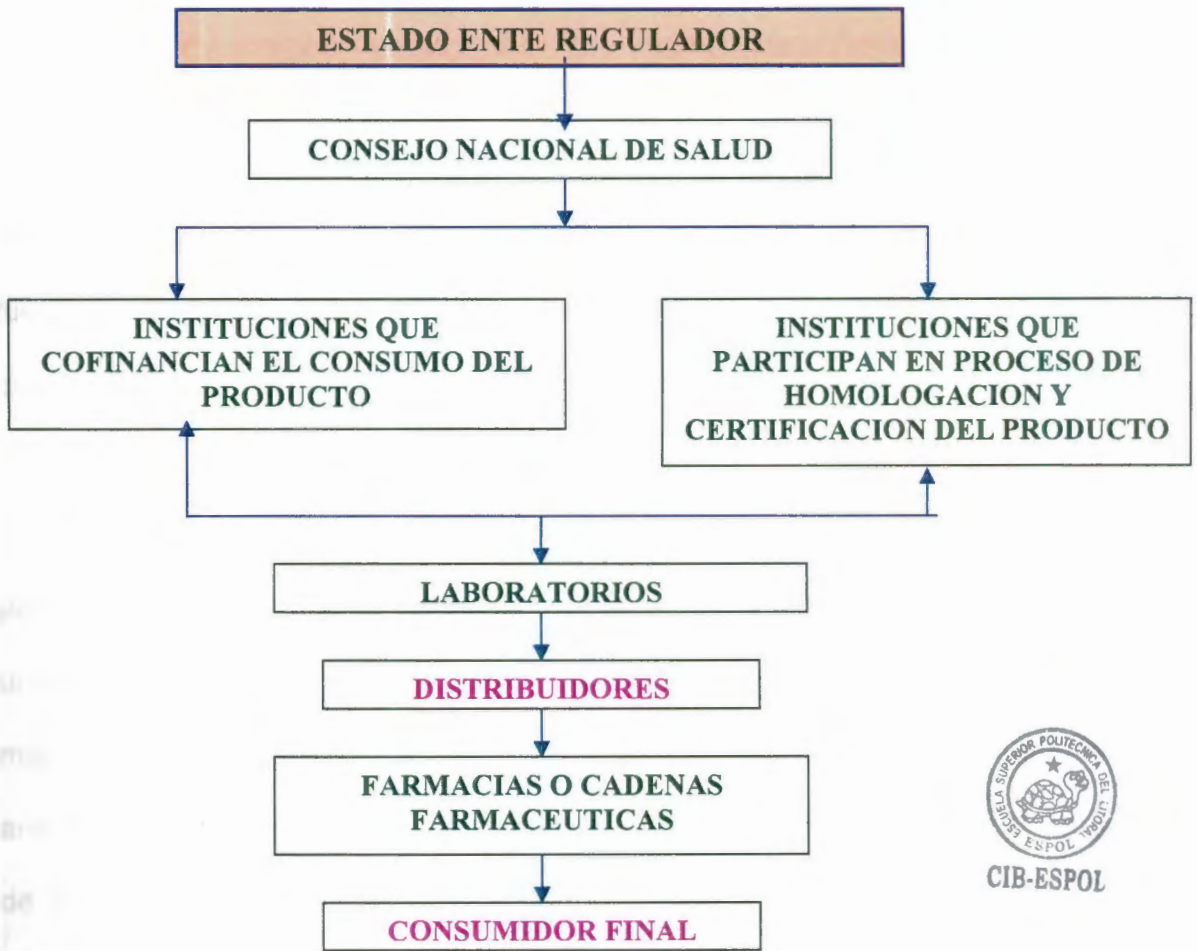 ESTADO ENTE REGULADOR
CONSEJO NACIONAL DE SALUD
INSTITUCIONES QUE
COFINANCIAN EL CONSUMO DEL
PRODUCTO
INSTITUCIONES QUE
PARTICIPAN EN PROCESO DE
HOMOLOGACION Y
CERTIFICACION DEL PRODUCTO
LABORATORIOS
DISTRIBUIDORES
FARMACIAS O CADENAS
FARMACEUTICAS
CONSUMIDOR FINAL
ESCUELA SUPERIOR POLITECNICA DEL LITORAL
ESPOL
CIB-ESPOL